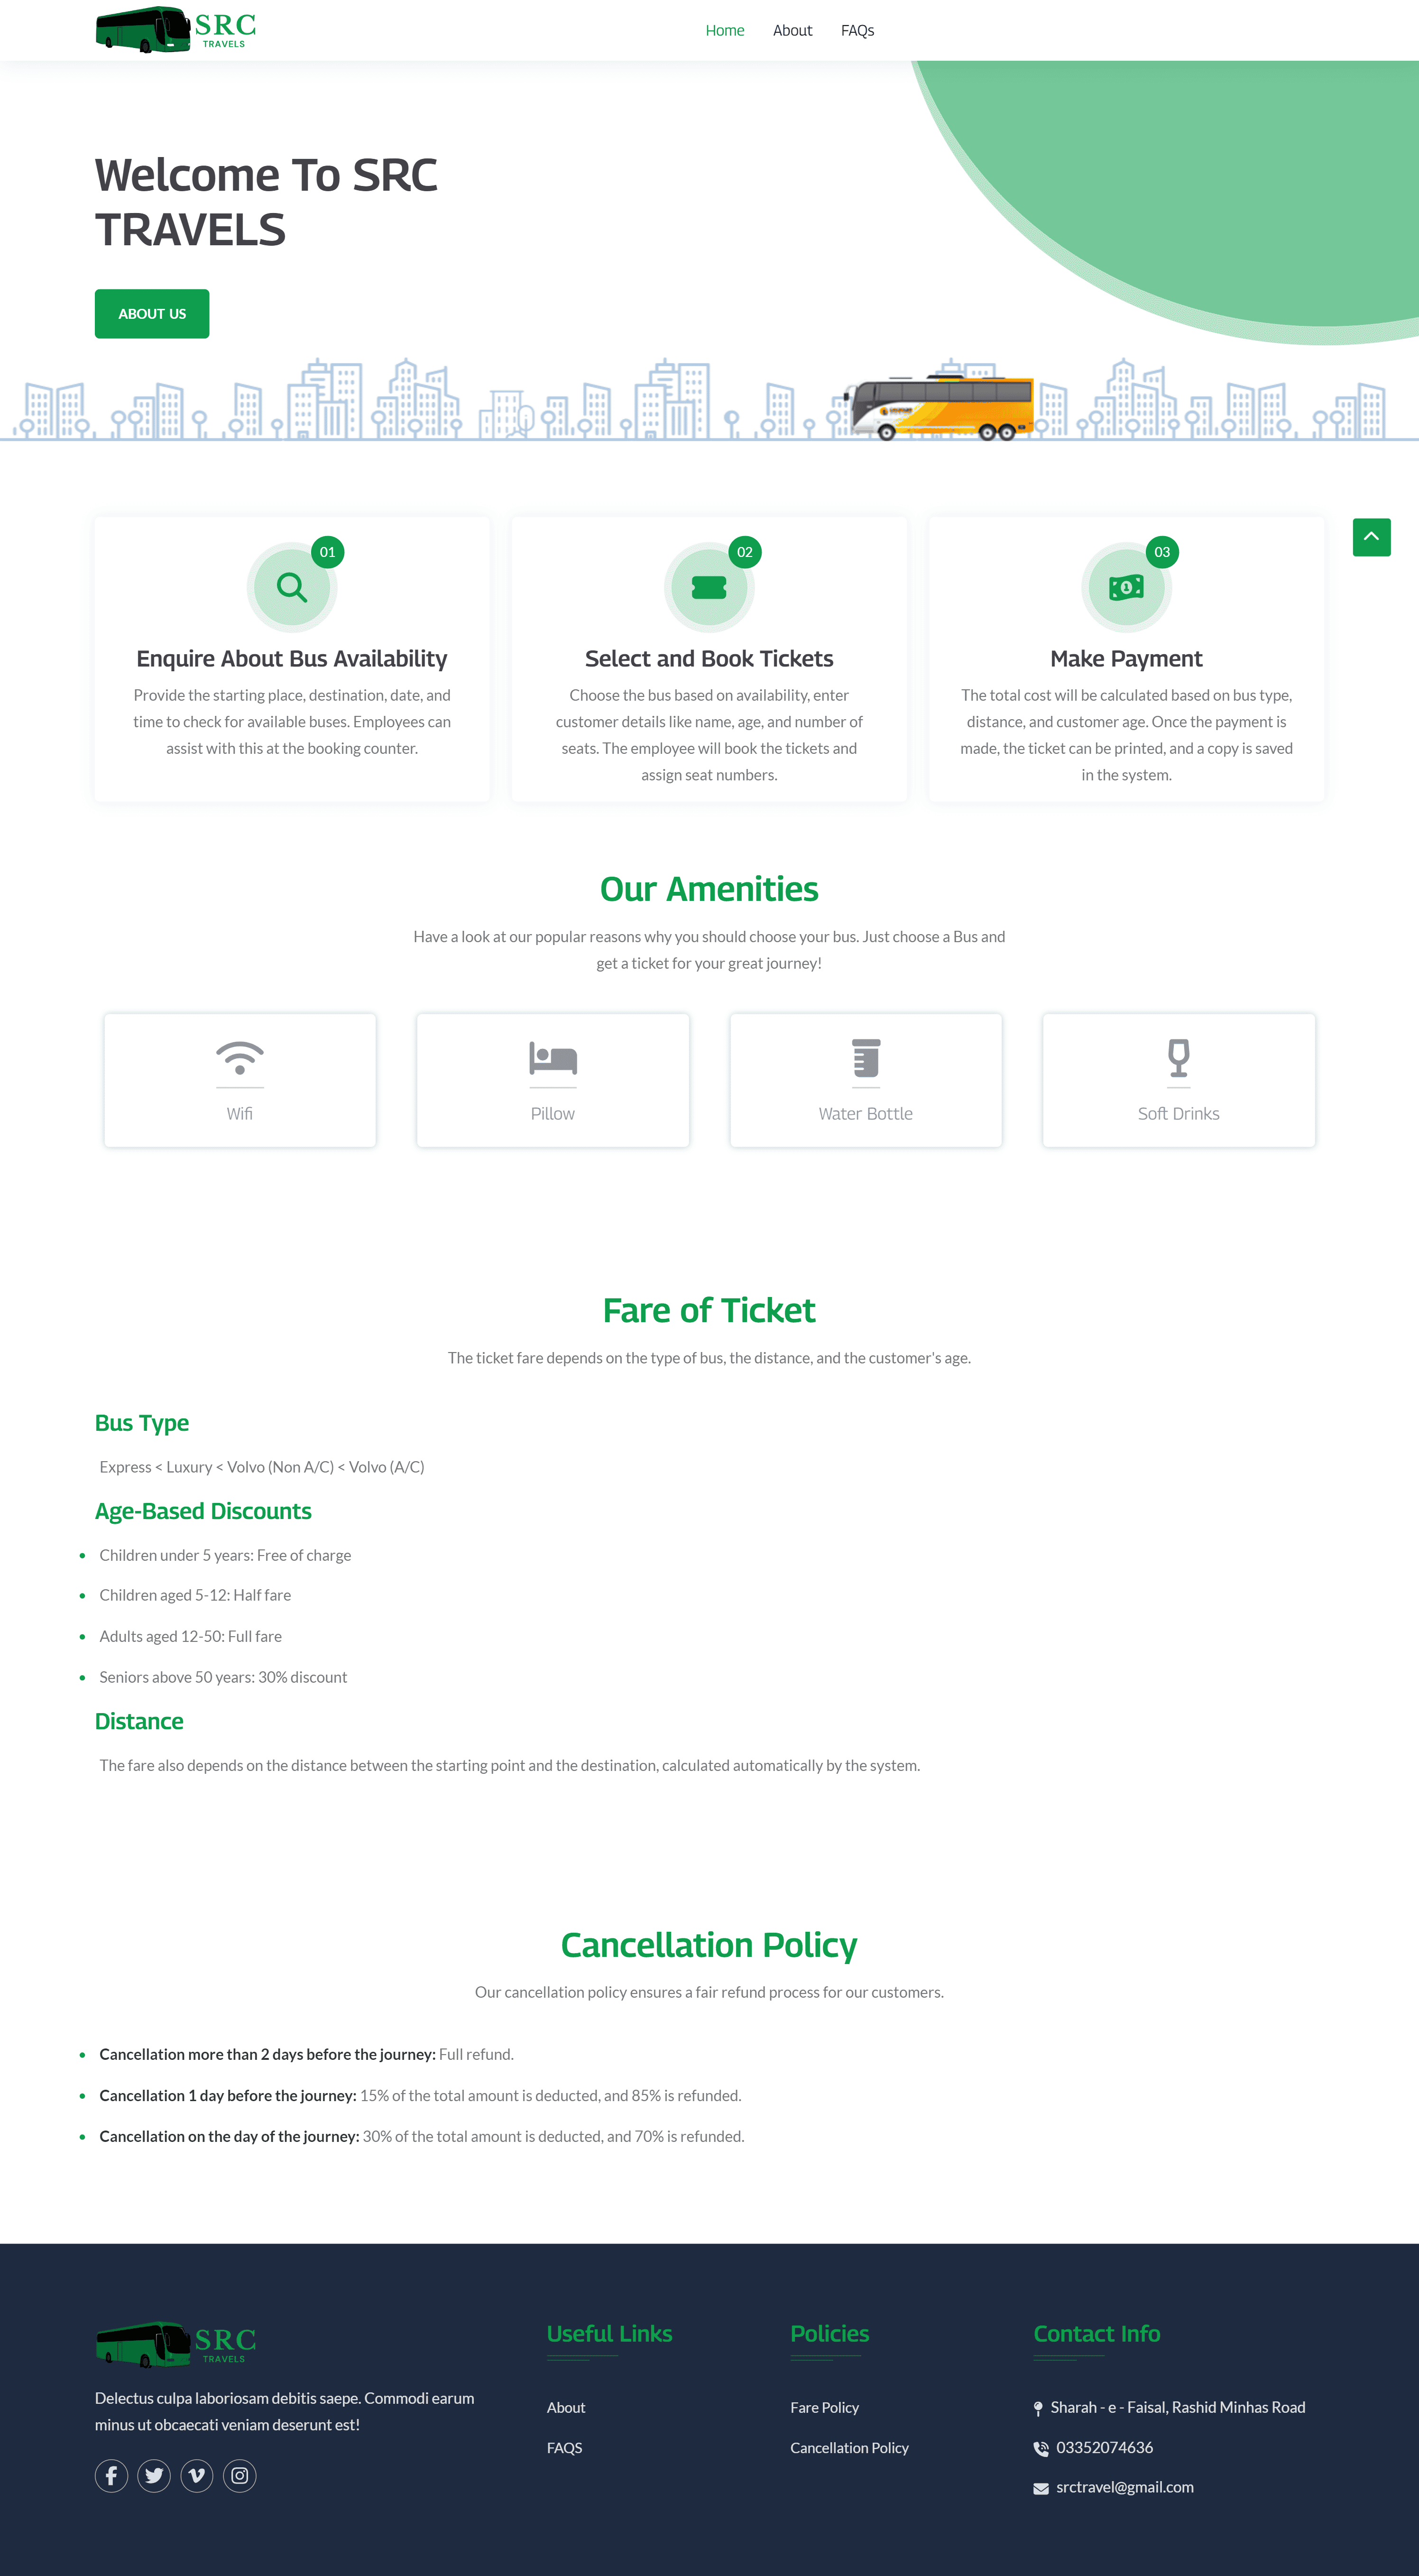 SRC
TRAVELS
Home
About
FAQs
Welcome To SRC
TRAVELS
ABOUT US
01
Enquire About Bus Availability
Provide the starting place, destination, date, and
time to check for available buses. Employees can
assist with this at the booking counter.
02
Select and Book Tickets
Choose the bus based on availability, enter
customer details like name, age, and number of
seats. The employee will book the tickets and
assign seat numbers.
03
1
Make Payment
The total cost will be calculated based on bus type,
distance, and customer age. Once the payment is
made, the ticket can be printed, and a copy is saved
in the system.
Our Amenities
Have a look at our popular reasons why you should choose your bus. Just choose a Bus and
get a ticket for your great journey!
Wifi
Pillow
Water Bottle
Soft Drinks
Fare of Ticket
The ticket fare depends on the type of bus, the distance, and the customer's age.
Bus Type
Express < Luxury < Volvo (Non A/C) < Volvo (A/C)
Age-Based Discounts
Children under 5 years: Free of charge
Children aged 5-12: Half fare
Adults aged 12-50: Full fare
Seniors above 50 years: 30% discount
Distance
The fare also depends on the distance between the starting point and the destination, calculated automatically by the system.
Cancellation Policy
Our cancellation policy ensures a fair refund process for our customers.
Cancellation more than 2 days before the journey: Full refund.
Cancellation 1 day before the journey: 15% of the total amount is deducted, and 85% is refunded.
Cancellation on the day of the journey: 30% of the total amount is deducted, and 70% is refunded.
SRC
TRAVELS
Delectus culpa laboriosam debitis saepe. Commodi earum
minus ut obcaecati veniam deserunt est!
Useful Links
About
FAQS
Policies
Fare Policy
Cancellation Policy
Contact Info
Sharah - e - Faisal, Rashid Minhas Road
03352074636
srctravel@gmail.com